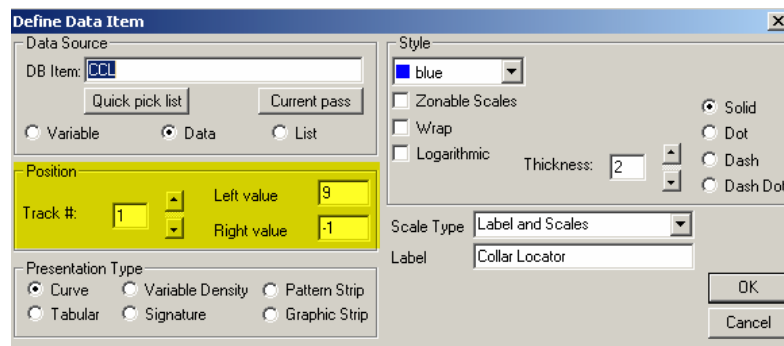 Define Data Item
Data Source
DB Item: CCL
Quick pick list
Current pass
Variable
Data
List
Position
Track #: 1
Left value 9
Right value -1
Presentation Type
Curve
Variable Density
Pattern Strip
Tabular
Signature
Graphic Strip
Style
blue
Zonable Scales
Wrap
Logarithmic
Thickness: 2
Solid
Dot
Dash
Dash Dot
Scale Type Label and Scales
Label Collar Locator
OK
Cancel